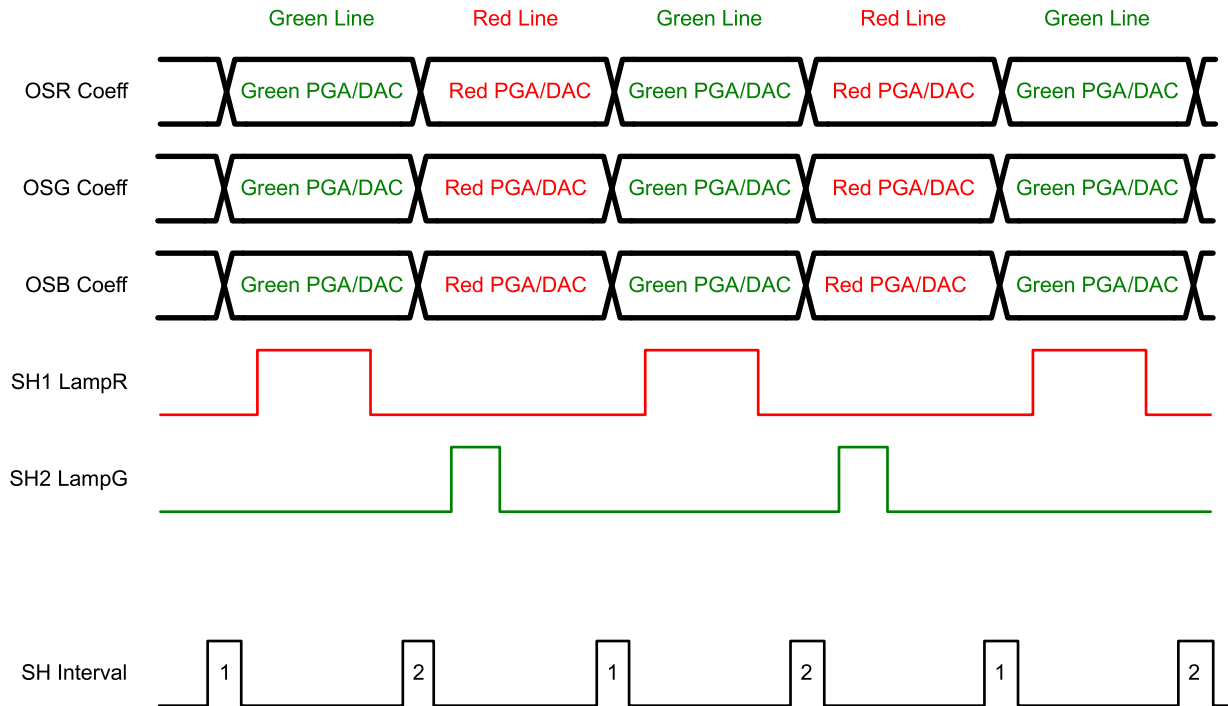 Green Line Red Line Green Line Red Line Green Line
OSR Coeff Green PGA/DAC Red PGA/DAC Green PGA/DAC Red PGA/DAC Green PGA/DAC
OSG Coeff Green PGA/DAC Red PGA/DAC Green PGA/DAC Red PGA/DAC Green PGA/DAC
OSB Coeff Green PGA/DAC Red PGA/DAC Green PGA/DAC Red PGA/DAC Green PGA/DAC
SH1 LampR
SH2 LampG
SH Interval 1 2 1 2 1 2